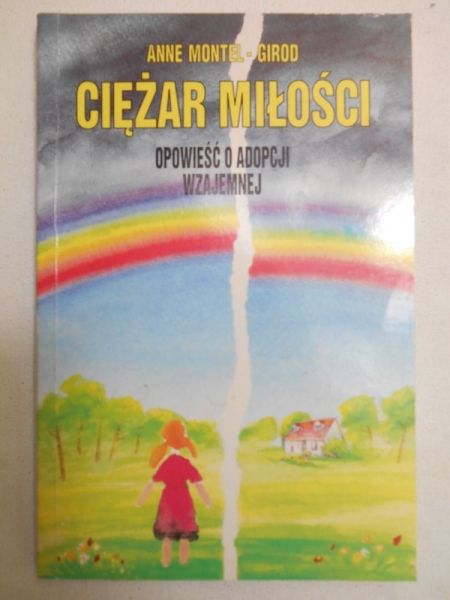 ANNE MONTEL - GIROD
CIĘŻAR MIŁOŚCI
OPOWIEŚĆ O ADOPCJI
WZAJEMNEJ